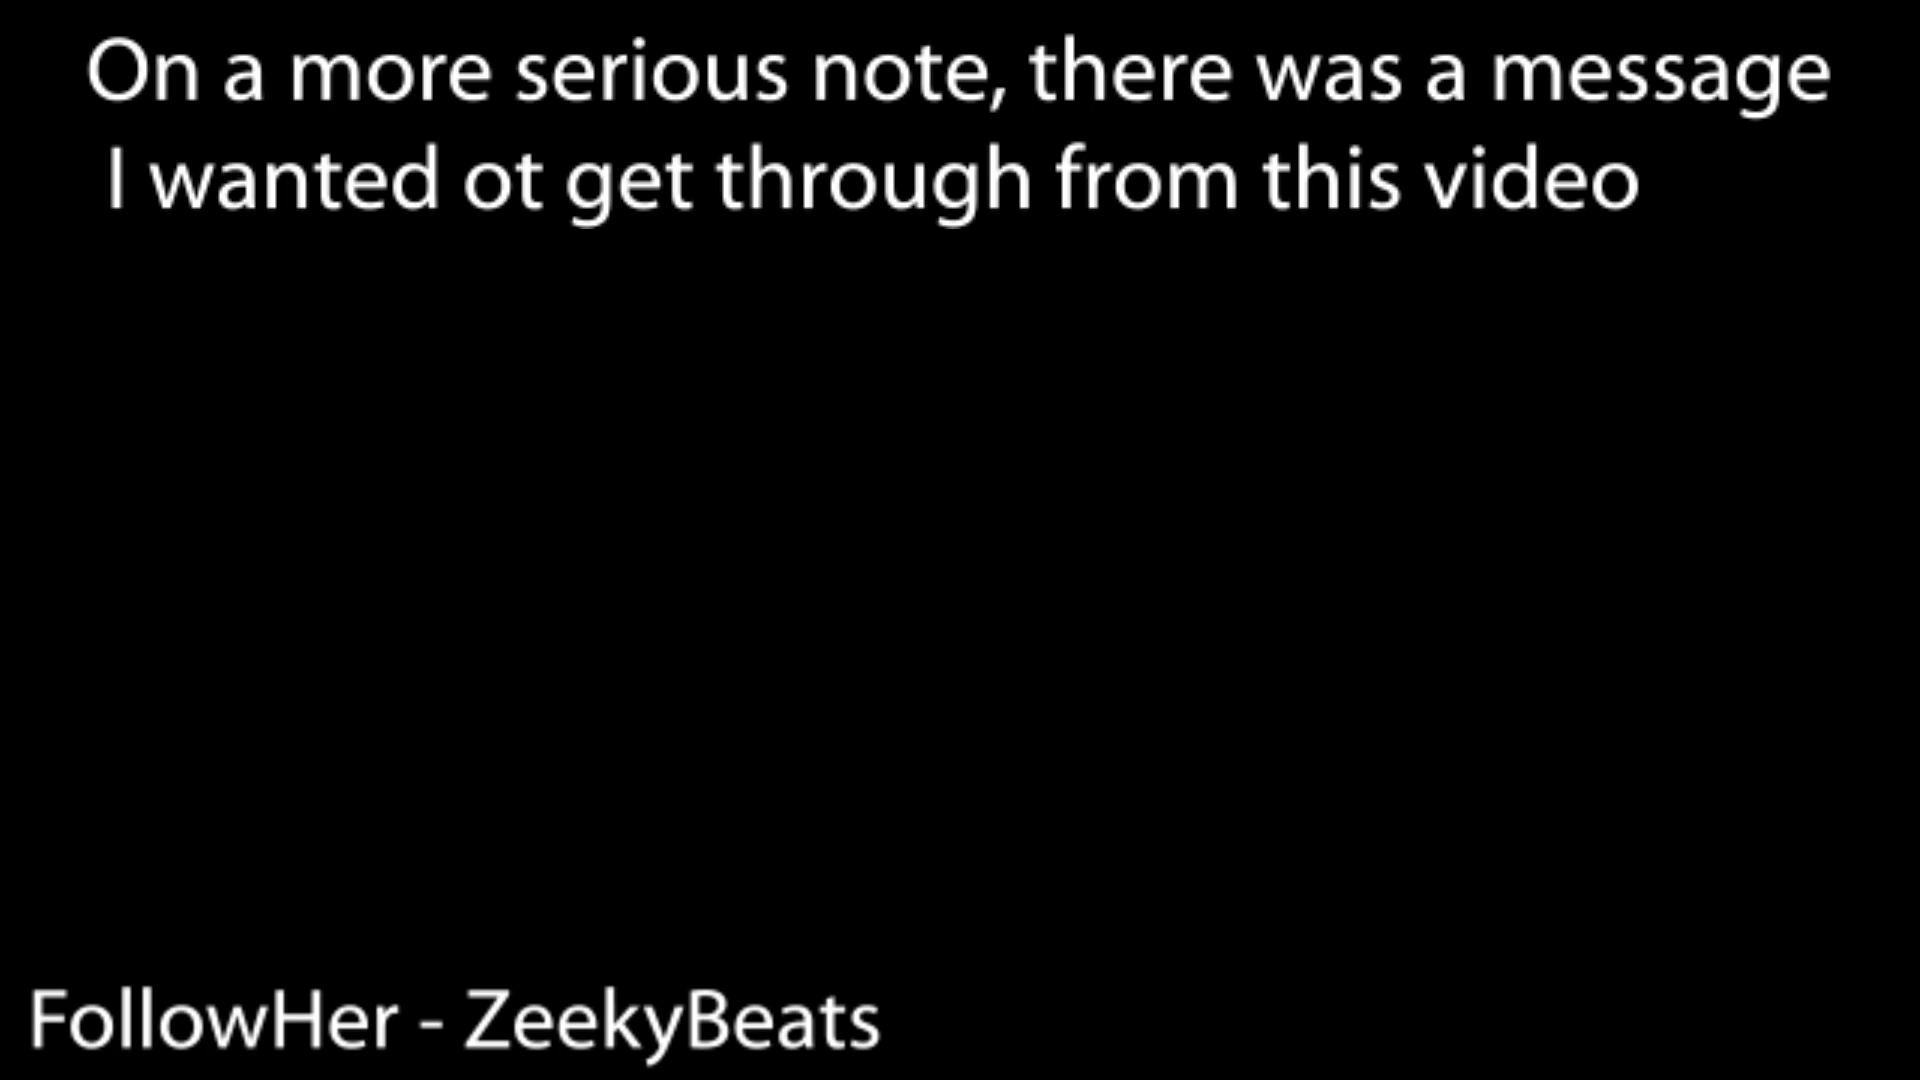 On a more serious note, there was a message
I wanted ot get through from this video
FollowHer - ZeekyBeats